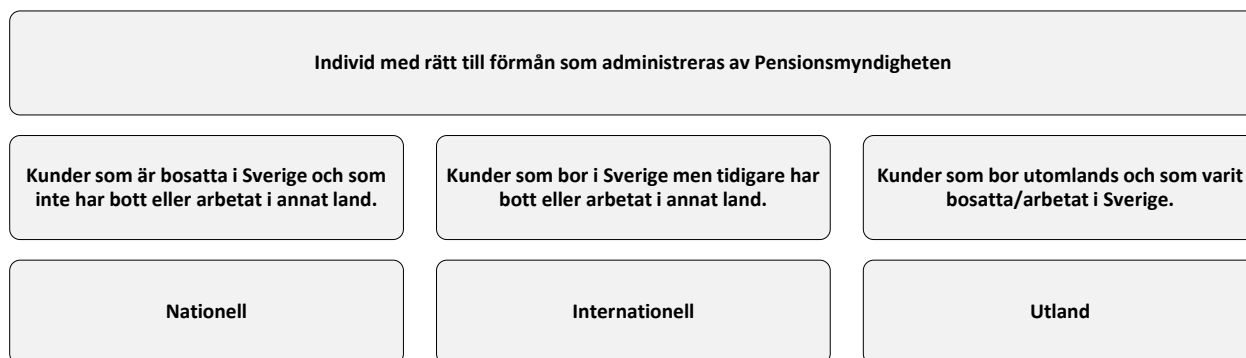 Individ med rätt till förmån som administreras av Pensionsmyndigheten
Kunder som är bosatta i Sverige och som
inte har bott eller arbetat i annat land.
Kunder som bor i Sverige men tidigare har
bott eller arbetat i annat land.
Kunder som bor utomlands och som varit
bosatta/arbetat i Sverige.
Nationell
Internationell
Utland